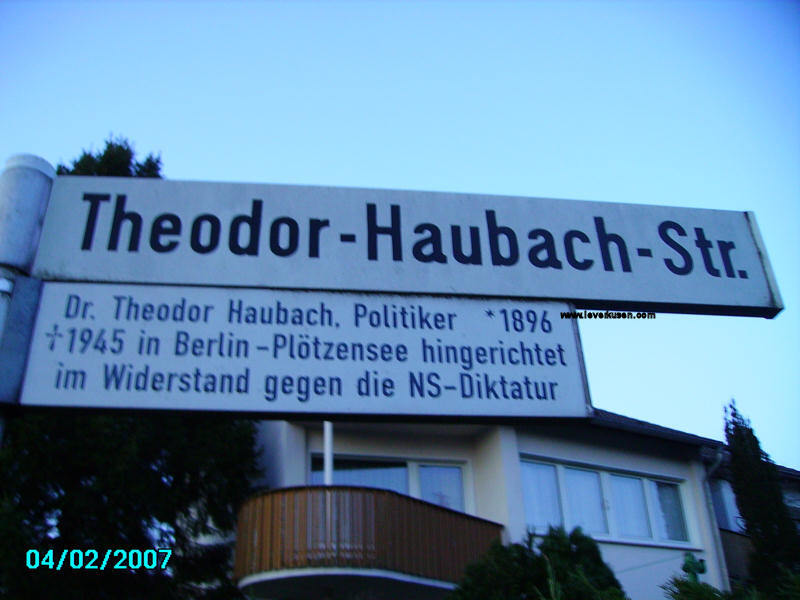 Theodor-Haubach-Str.
Dr. Theodor Haubach, Politiker *1896
†1945 in Berlin-Plötzensee hingerichtet
im Widerstand gegen die NS-Diktatur
www.leverkusen.com
04/02/2007